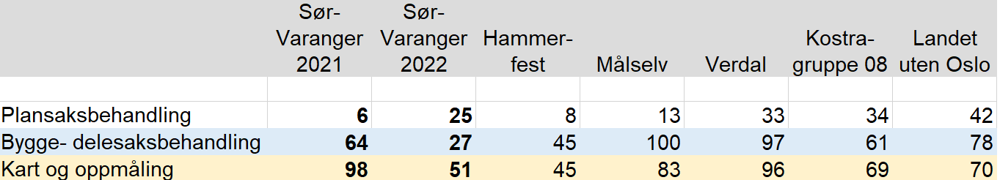 Sør- Sør-
Varanger Varanger Hammer- Kostra- Landet
2021 2022 fest Målselv Verdal gruppe 08 uten Oslo
Plansaksbehandling 6 25 8 13 33 34 42
Bygge- delesaksbehandling 64 27 45 100 97 61 78
Kart og oppmåling 98 51 45 83 96 69 70